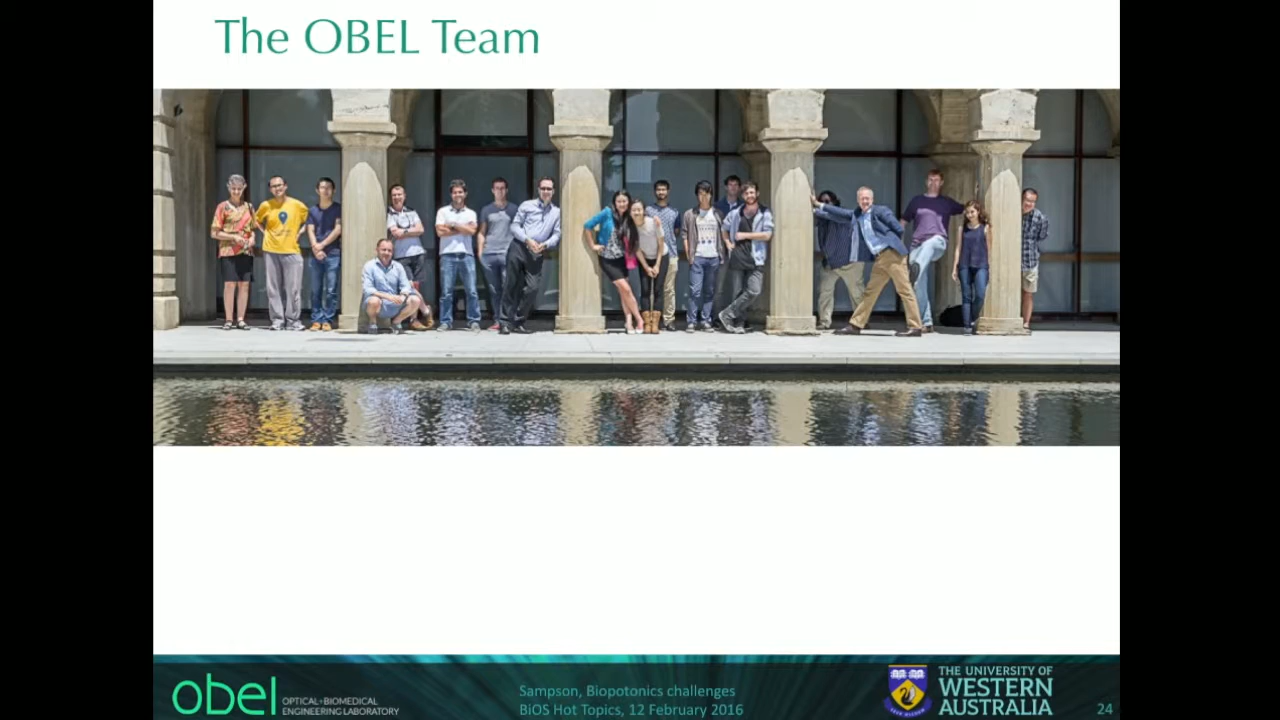 The OBEL Team
obel
OPTICAL+BIOMEDICAL
ENGINEERING LABORATORY
Sampson, Biopotonics challenges
BiOS Hot Topics, 12 February 2016
THE UNIVERSITY OF
WESTERN
AUSTRALIA
24